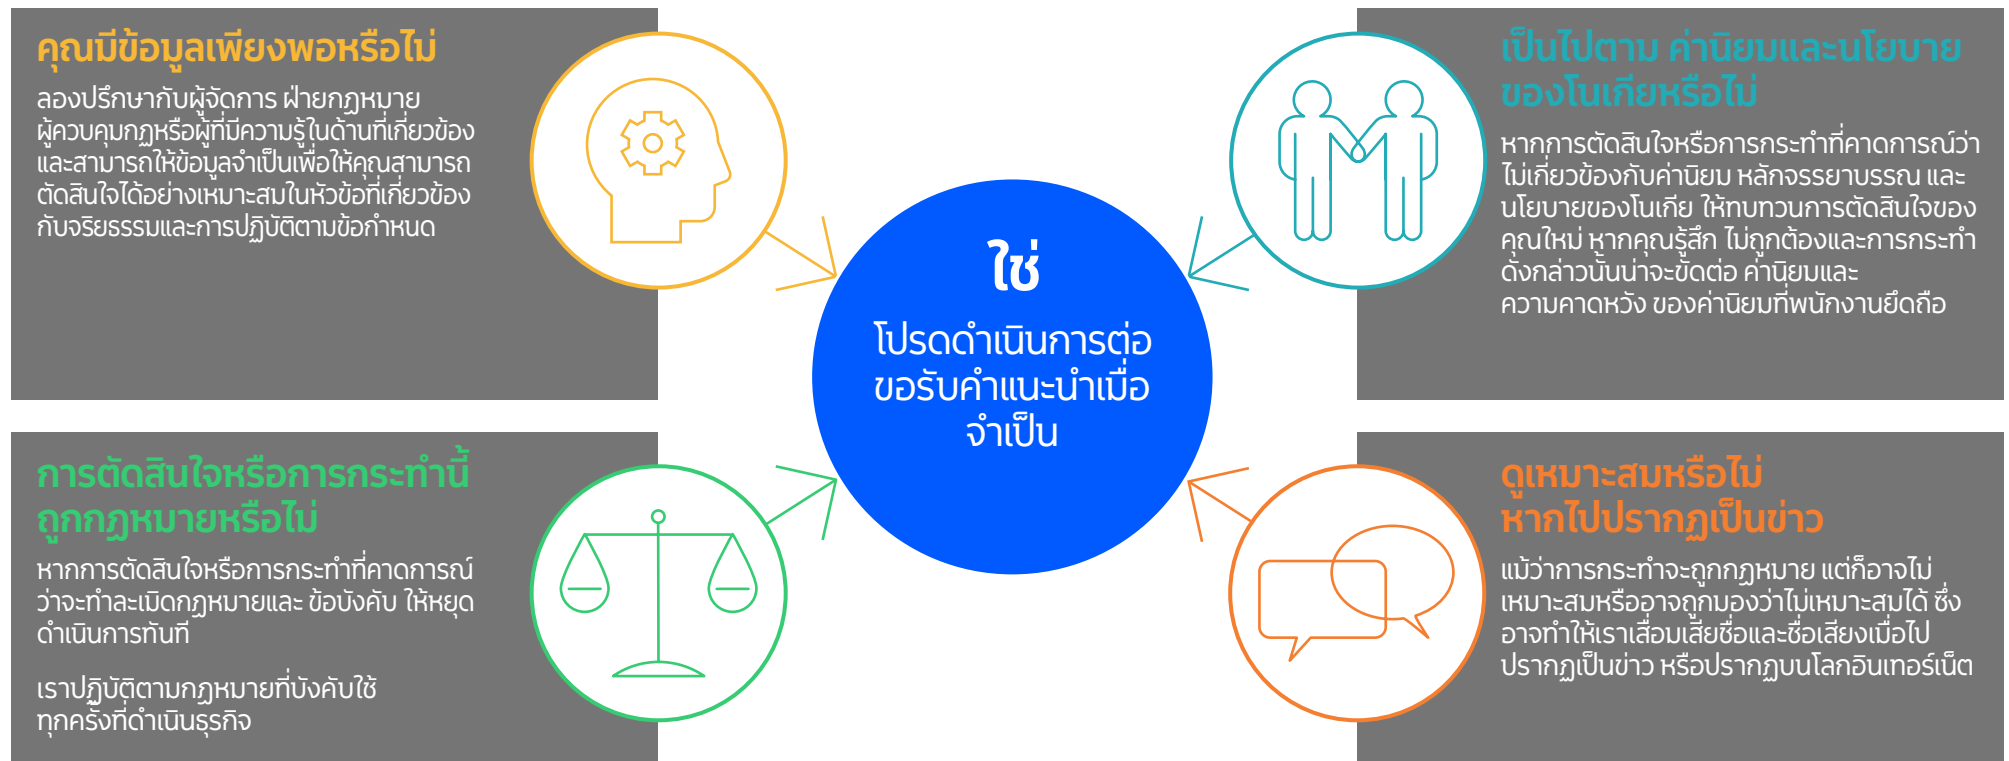 คุณมีข้อมูลเพียงพอหรือไม่
ลองปรึกษากับผู้จัดการ ฝ่ายกฎหมาย
ผู้ควบคุมกฎหรือผู้ที่มีความรู้ในด้านที่เกี่ยวข้อง
และสามารถให้ข้อมูลจำเป็นเพื่อให้คุณสามารถ
ตัดสินใจได้อย่างเหมาะสมในหัวข้อที่เกี่ยวข้อง
กับจริยธรรมและการปฏิบัติตามข้อกำหนด
เป็นไปตาม ค่านิยมและนโยบาย
ของโนเกียหรือไม่
หากการตัดสินใจหรือการกระทำที่คาดการณ์ว่า
ไม่เกี่ยวข้องกับค่านิยม หลักจรรยาบรรณ และ
นโยบายของโนเกีย ให้ทบทวนการตัดสินใจของ
คุณใหม่ หากคุณรู้สึก ไม่ถูกต้องและการกระทำ
ดังกล่าวนั้นน่าจะขัดต่อ ค่านิยมและ
ความคาดหวัง ของค่านิยมที่พนักงานยึดถือ
ใช่
โปรดดำเนินการต่อ
ขอรับคำแนะนำเมื่อ
จำเป็น
การตัดสินใจหรือการกระทำนี้
ถูกกฎหมายหรือไม่
หากการตัดสินใจหรือการกระทำที่คาดการณ์
ว่าจะทำละเมิดกฎหมายและ ข้อบังคับ ให้หยุด
ดำเนินการทันที
เราปฏิบัติตามกฎหมายที่บังคับใช้
ทุกครั้งที่ดำเนินธุรกิจ
ดูเหมาะสมหรือไม่
หากไปปรากฏเป็นข่าว
แม้ว่าการกระทำจะถูกกฎหมาย แต่ก็อาจไม่
เหมาะสมหรืออาจถูกมองว่าไม่เหมาะสมได้ ซึ่ง
อาจทำให้เราเสื่อมเสียชื่อและชื่อเสียงเมื่อไป
ปรากฏเป็นข่าว หรือปรากฏบนโลกอินเทอร์เน็ต